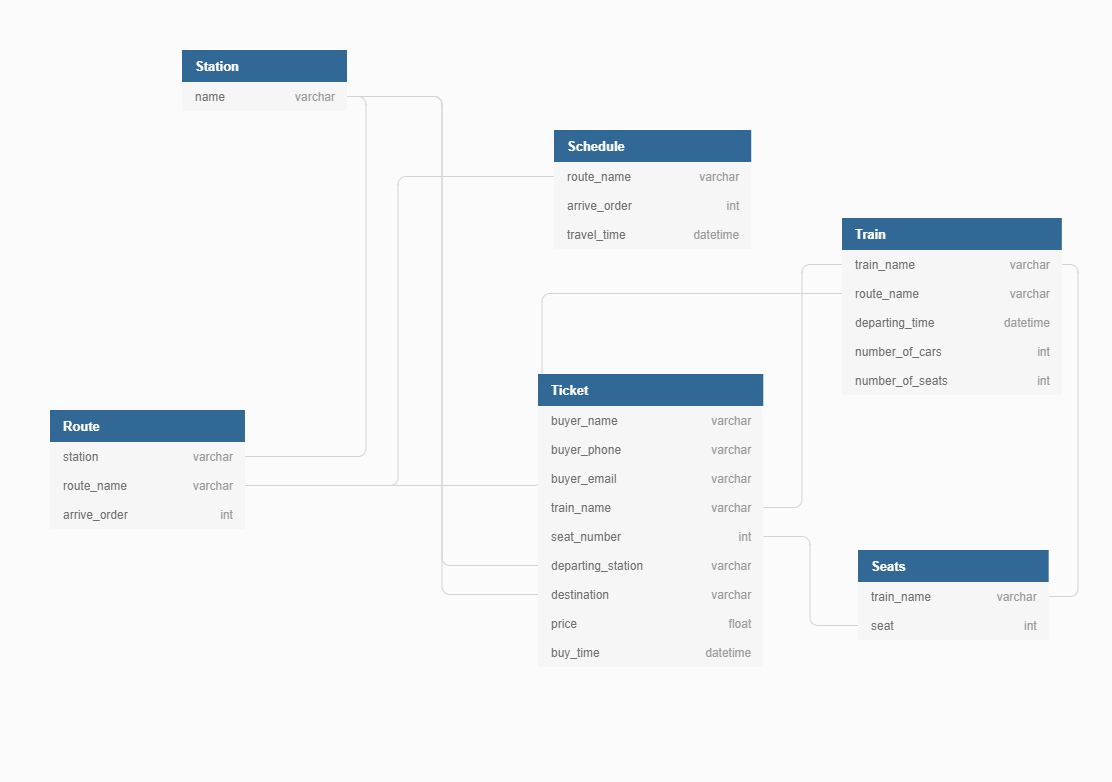 Station
name varchar
Schedule
route_name varchar
arrive_order int
travel_time datetime
Train
train_name varchar
route_name varchar
departing_time datetime
number_of_cars int
number_of_seats int
Ticket
buyer_name varchar
buyer_phone varchar
buyer_email varchar
train_name varchar
seat_number int
departing_station varchar
destination varchar
price float
buy_time datetime
Route
station varchar
route_name varchar
arrive_order int
Seats
train_name varchar
seat int